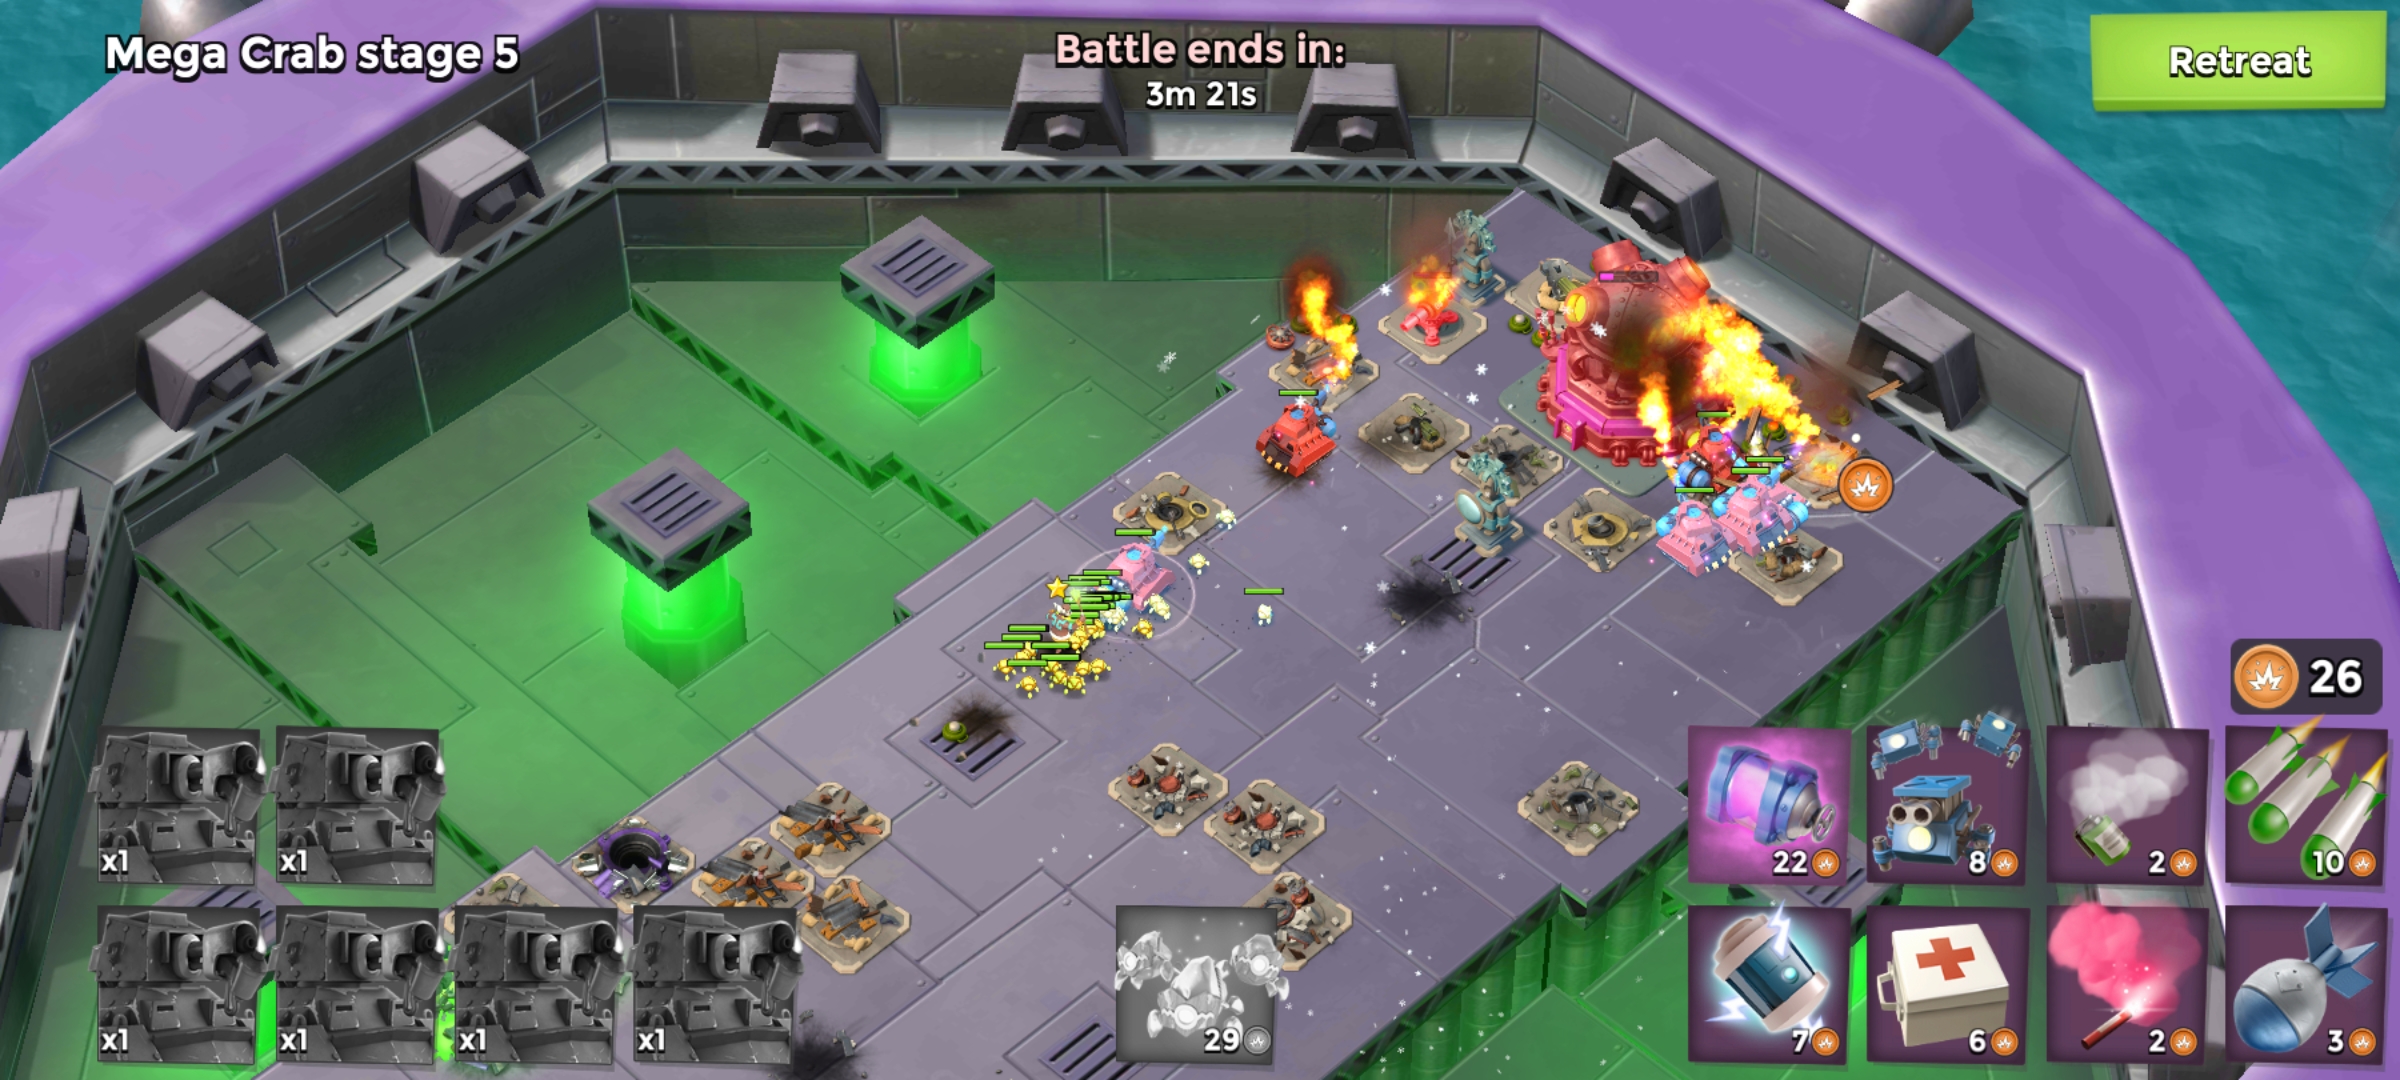 Mega Crab stage 5
Battle ends in:
3m 21s
Retreat
26
x1
x1
22
8
2
10
x1
x1
x1
x1
29
7
6
2
3